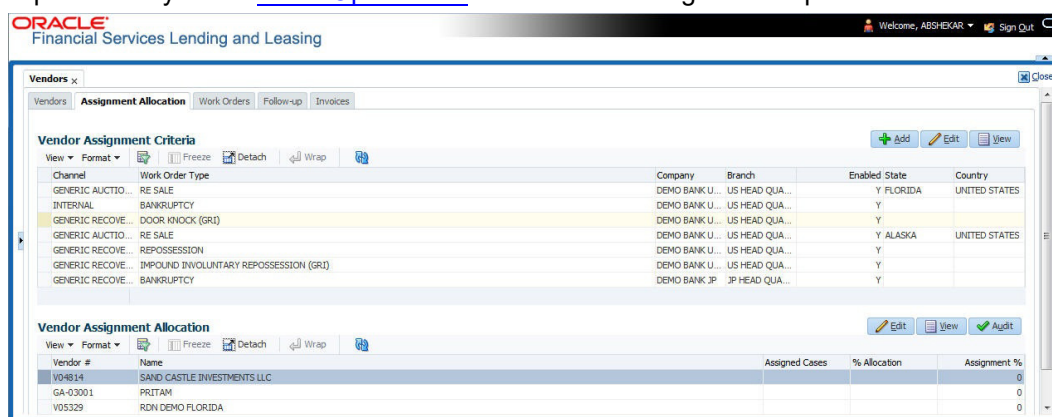 ORACLE
Welcome, ABSHEKAR Sign Out
Financial Services Lending and Leasing
Vendors x Close
Vendors Assignment Allocation Work Orders Follow-up Invoices
Vendor Assignment Criteria Add Edit View
View Format Freeze Detach Wrap
Channel Work Order Type Company Branch Enabled State Country
GENERIC AUCTIO... RE SALE DEMO BANK U... US HEAD QUA... Y FLORIDA UNITED STATES
INTERNAL BANKRUPTCY DEMO BANK U... US HEAD QUA... Y
GENERIC RECOVE... DOOR KNOCK (GRI) DEMO BANK U... US HEAD QUA... Y
GENERIC AUCTIO... RE SALE DEMO BANK U... US HEAD QUA... Y ALASKA UNITED STATES
GENERIC RECOVE... REPOSSESSION DEMO BANK U... US HEAD QUA... Y
GENERIC RECOVE... IMPOUND INVOLUNTARY REPOSSESSION (GRI) DEMO BANK U... US HEAD QUA... Y
GENERIC RECOVE... BANKRUPTCY DEMO BANK JP JP HEAD QUA... Y
Vendor Assignment Allocation Edit View Audit
View Format Freeze Detach Wrap
Vendor # Name Assigned Cases % Allocation Assignment %
V04814 SAND CASTLE INVESTMENTS LLC 0
GA-03001 PRITAM 0
V05329 RDN DEMO FLORIDA 0